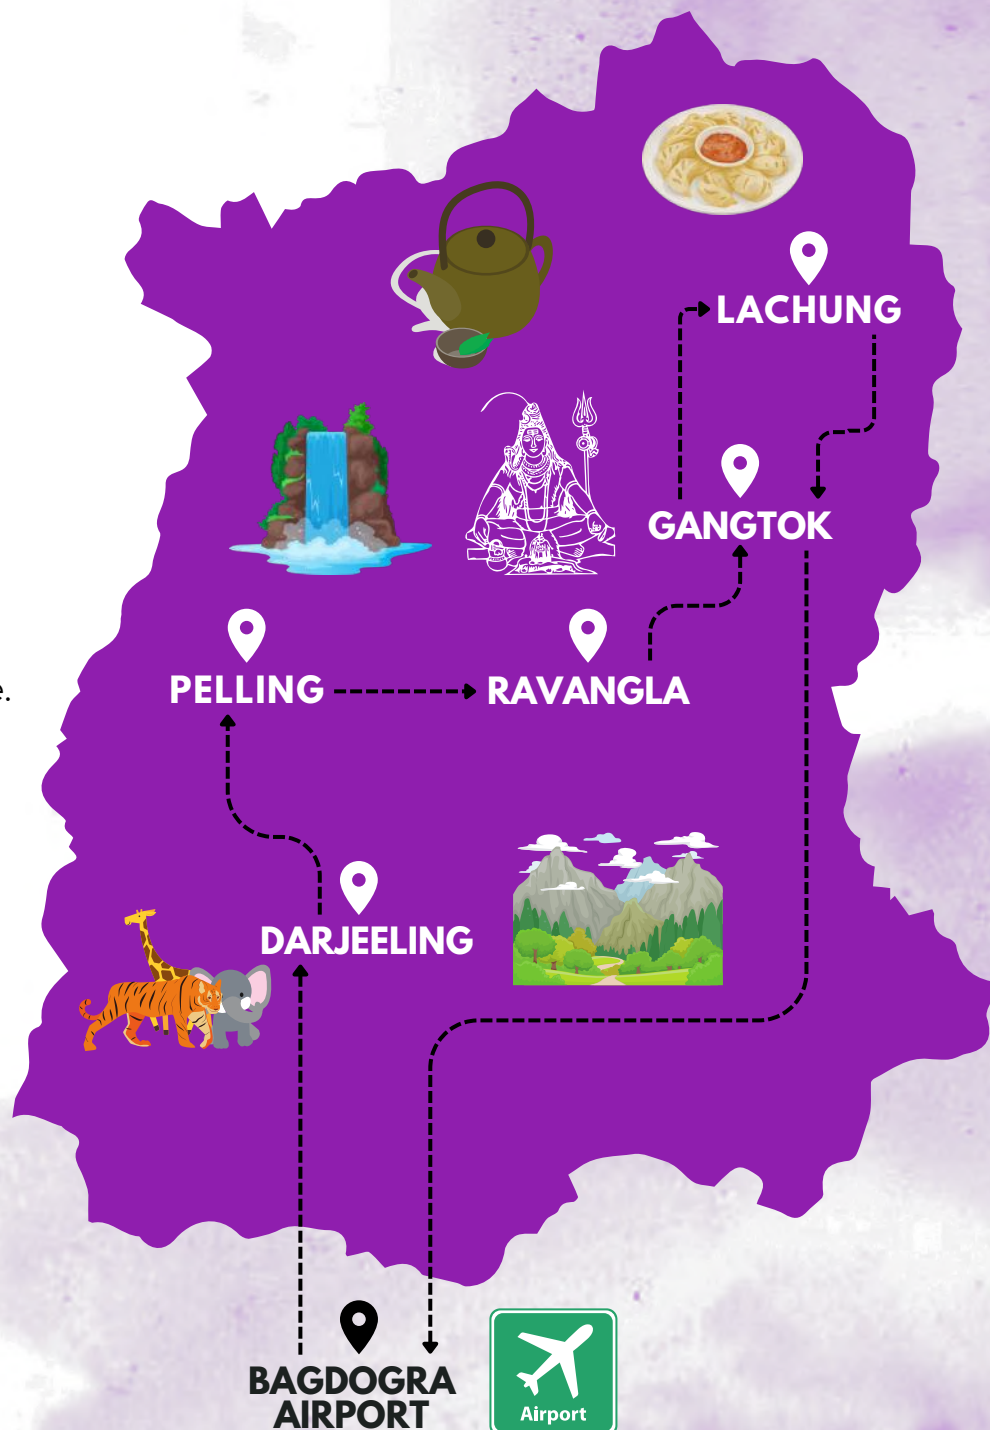 LACHUNG
GANGTOK
e.
PELLING
RAVANGLA
DARJEELING
BAGDOGRA
AIRPORT
Airport